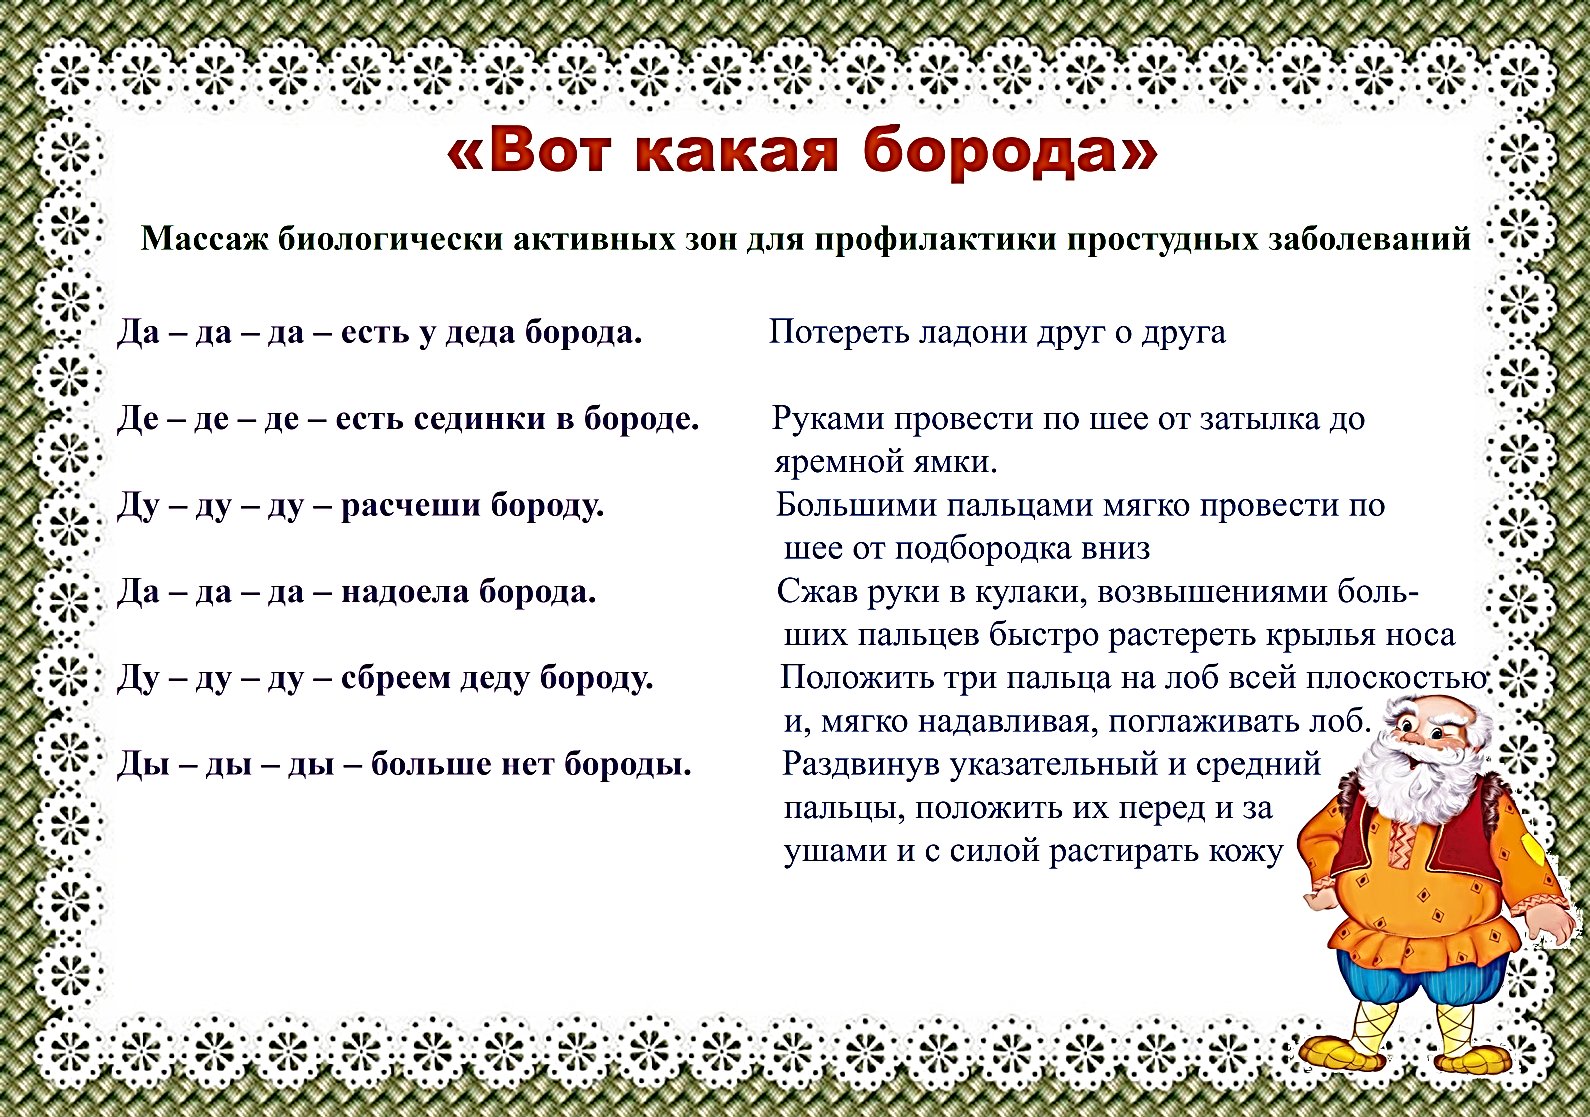 «Вот какая борода»
Массаж биологически активных зон для профилактики простудных заболеваний
Да – да – да – есть у деда борода. Потереть ладони друг о друга
Де – де – де – есть сединки в бороде. Руками провести по шее от затылка до
яремной ямки.
Ду – ду – ду – расчеши бороду. Большими пальцами мягко провести по
шее от подбородка вниз
Да – да – да – надоела борода. Сжав руки в кулаки, возвышениями боль-
ших пальцев быстро растереть крылья носа
Ду – ду – ду – сбреем деду бороду. Положить три пальца на лоб всей плоскостью
и, мягко надавливая, поглаживать лоб.
Ды – ды – ды – больше нет бороды. Раздвинув указательный и средний
пальцы, положить их перед и за
ушами и с силой растирать кожу